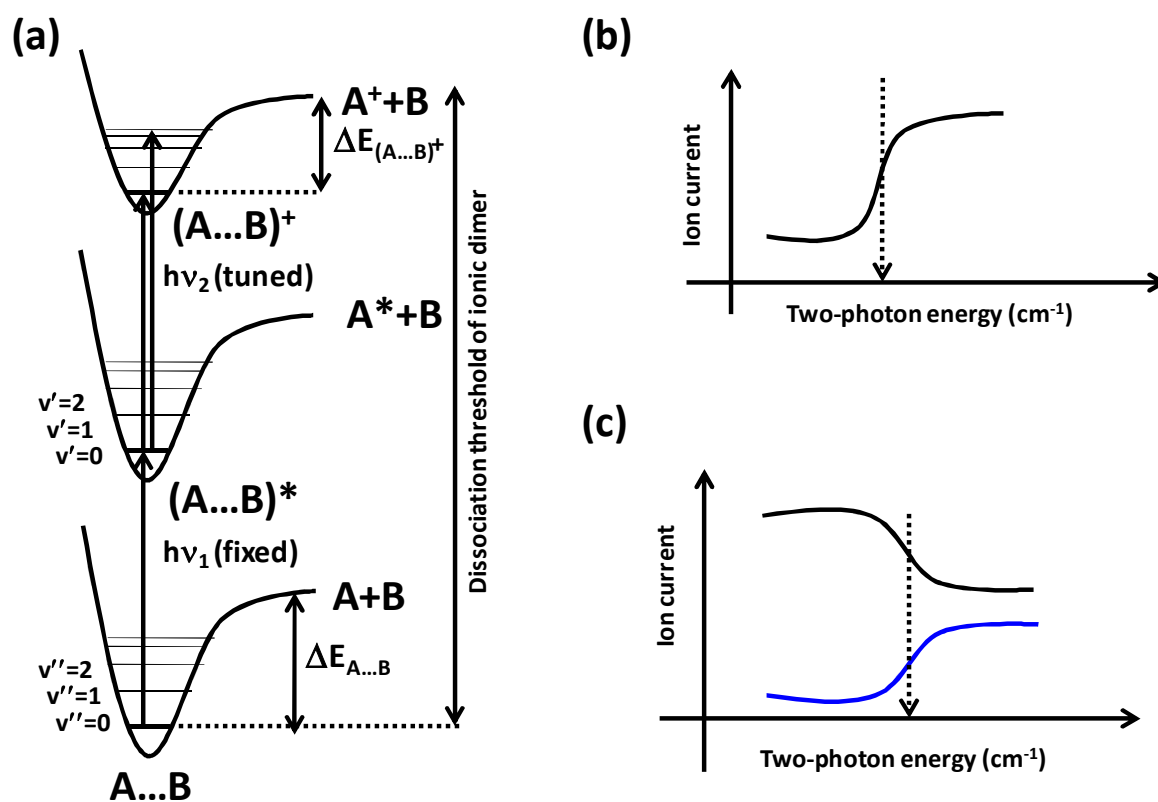 (a)
A⁺+B
ΔE(A...B)⁺
(A...B)⁺
hν₂ (tuned)
A*+B
v′=2
v′=1
v′=0
(A...B)*
hν₁ (fixed)
A+B
ΔE A...B
v′′=2
v′′=1
v′′=0
A...B
Dissociation threshold of ionic dimer
(b)
Ion current
Two-photon energy (cm⁻¹)
(c)
Ion current
Two-photon energy (cm⁻¹)